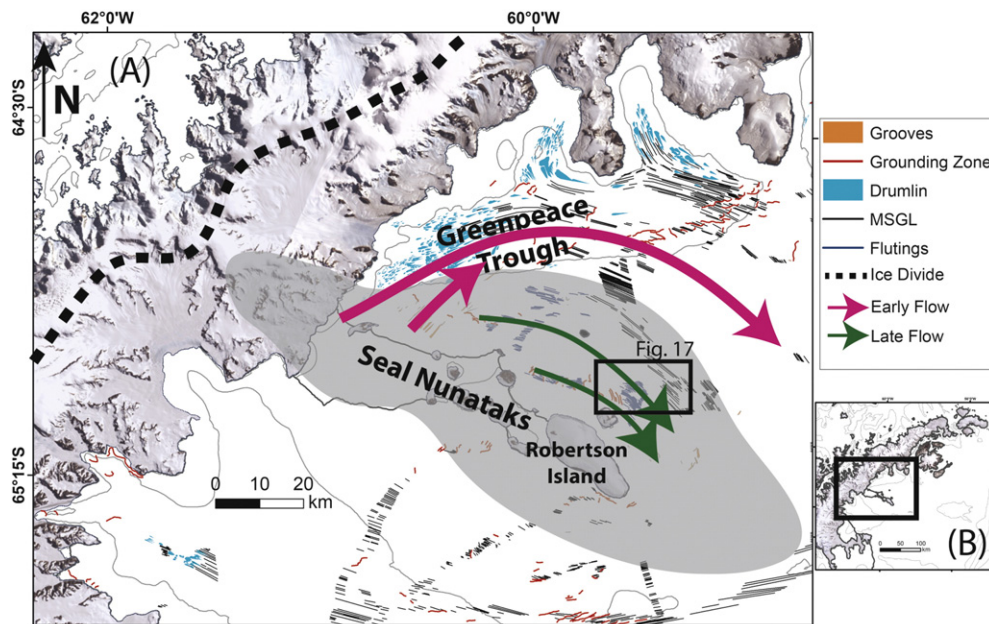 62°0'W
60°0'W
(A)
N
64°30'S
65°15'S
Greenpeace
Trough
Seal Nunataks
Fig. 17
Robertson
Island
0 10 20
km
Grooves
Grounding Zone
Drumlin
MSGL
Flutings
Ice Divide
Early Flow
Late Flow
(B)
0 50 100
km